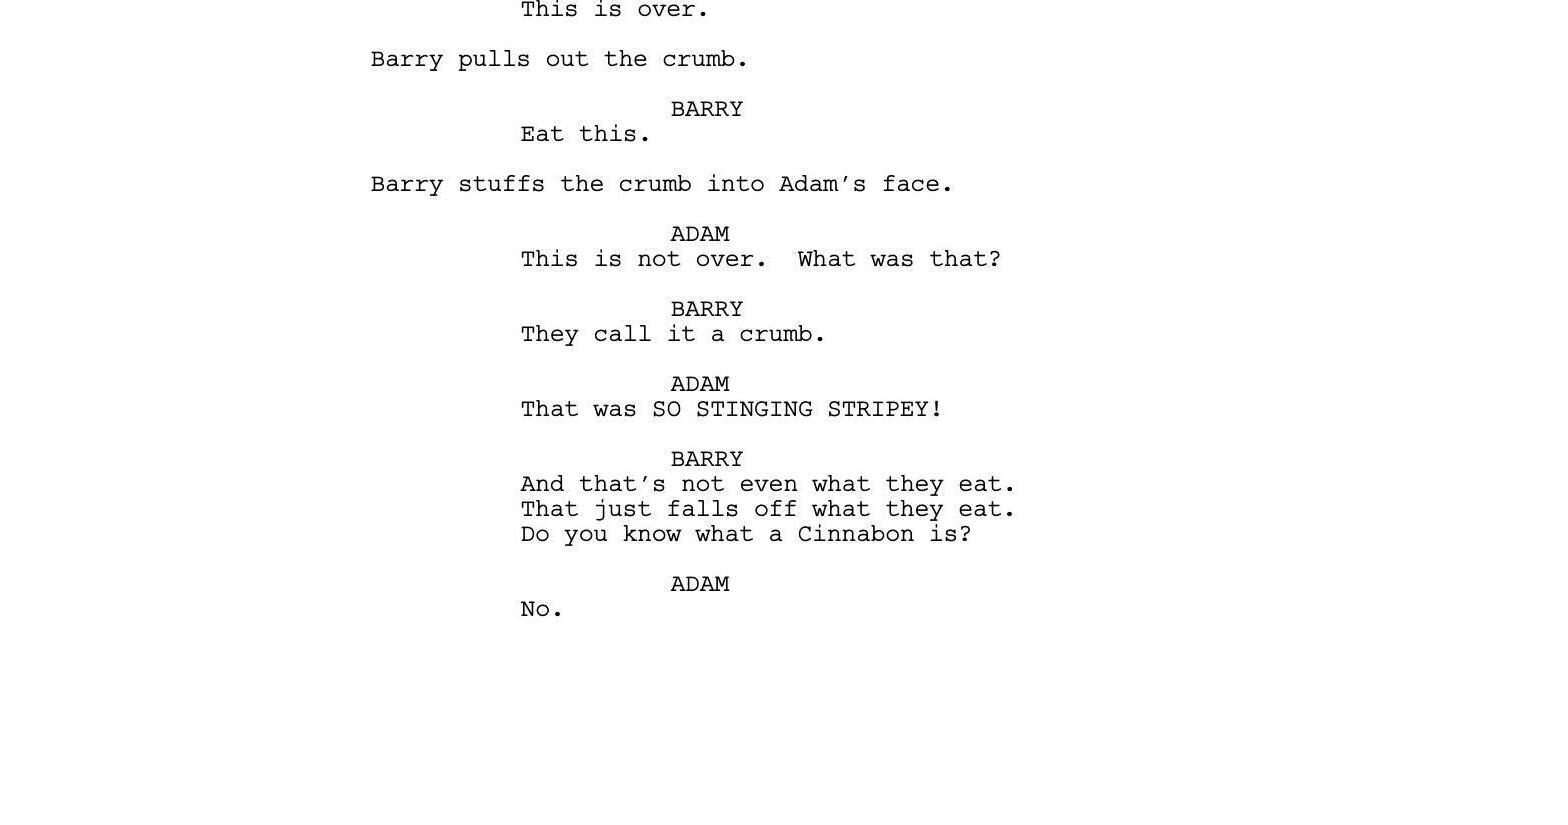 This is over.
Barry pulls out the crumb.
BARRY
Eat this.
Barry stuffs the crumb into Adam's face.
ADAM
This is not over.  What was that?
BARRY
They call it a crumb.
ADAM
That was SO STINGING STRIPEY!
BARRY
And that's not even what they eat.
That just falls off what they eat.
Do you know what a Cinnabon is?
ADAM
No.